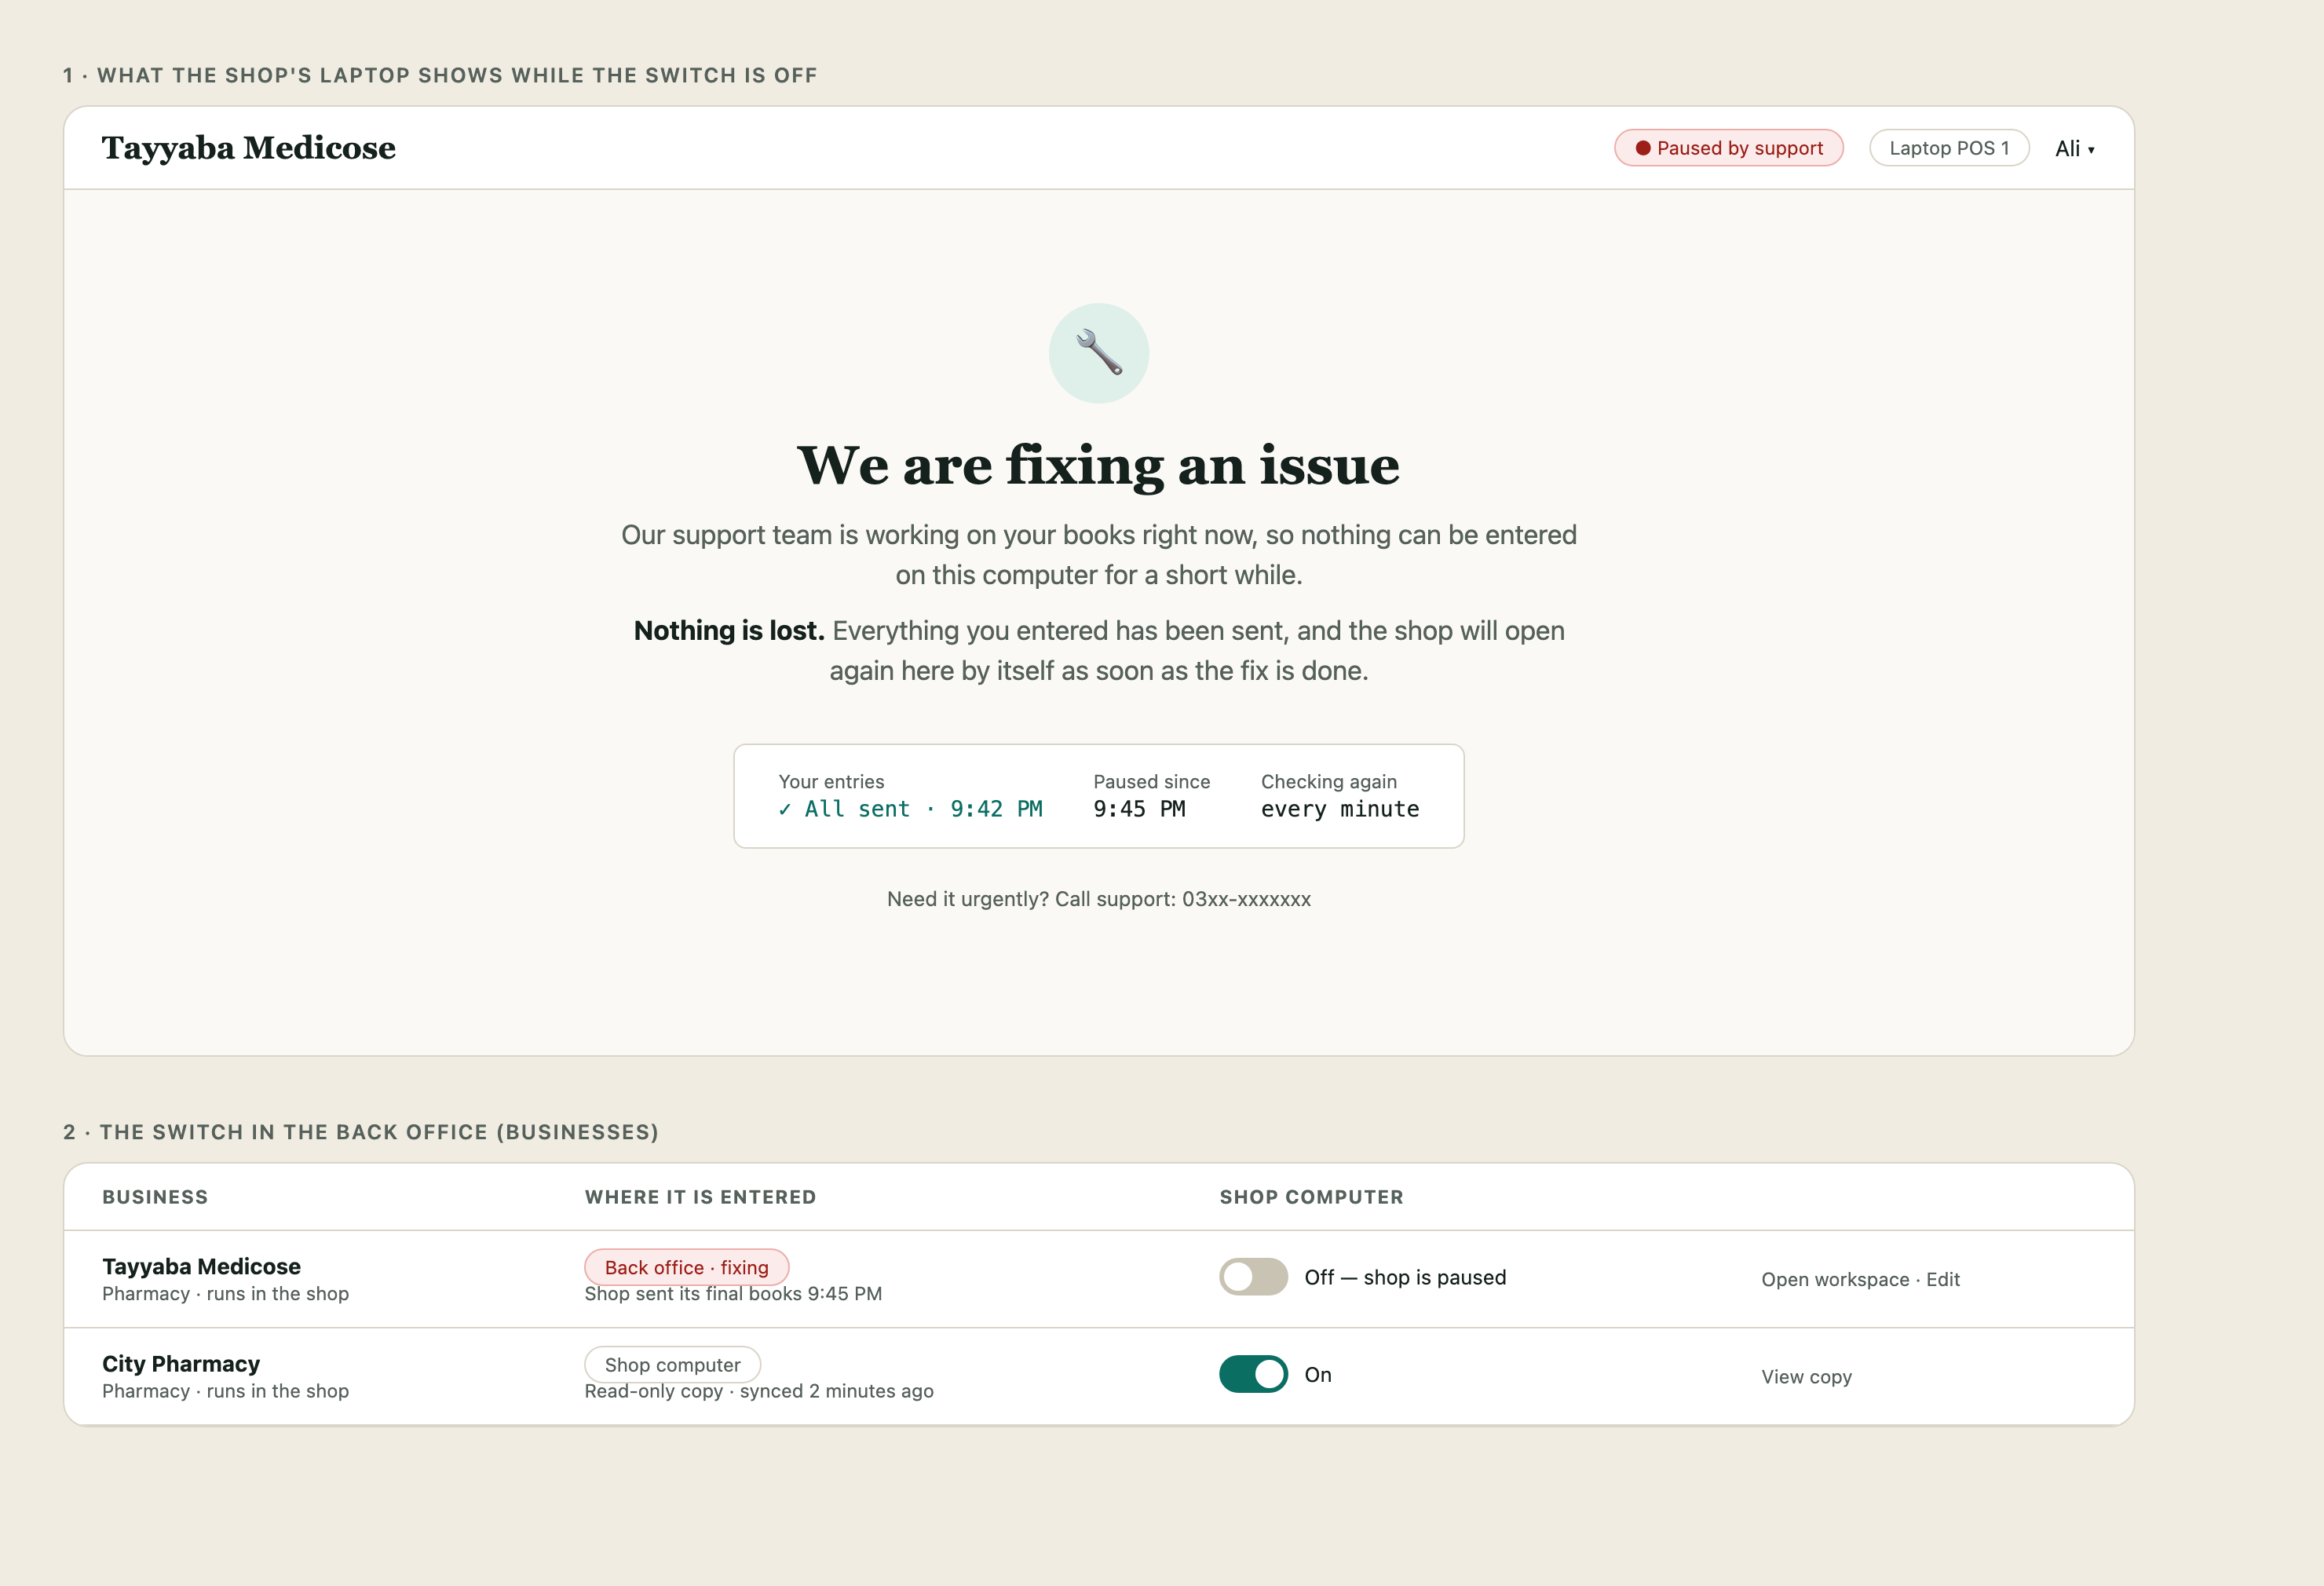 1 · WHAT THE SHOP'S LAPTOP SHOWS WHILE THE SWITCH IS OFF
Tayyaba Medicose
Paused by support
Laptop POS 1
Ali ▾
We are fixing an issue
Our support team is working on your books right now, so nothing can be entered
on this computer for a short while.
Nothing is lost. Everything you entered has been sent, and the shop will open
again here by itself as soon as the fix is done.
Your entries
✓ All sent · 9:42 PM
Paused since
9:45 PM
Checking again
every minute
Need it urgently? Call support: 03xx-xxxxxxx
2 · THE SWITCH IN THE BACK OFFICE (BUSINESSES)
BUSINESS
WHERE IT IS ENTERED
SHOP COMPUTER
Tayyaba Medicose
Pharmacy · runs in the shop
Back office · fixing
Shop sent its final books 9:45 PM
Off — shop is paused
Open workspace · Edit
City Pharmacy
Pharmacy · runs in the shop
Shop computer
Read-only copy · synced 2 minutes ago
On
View copy